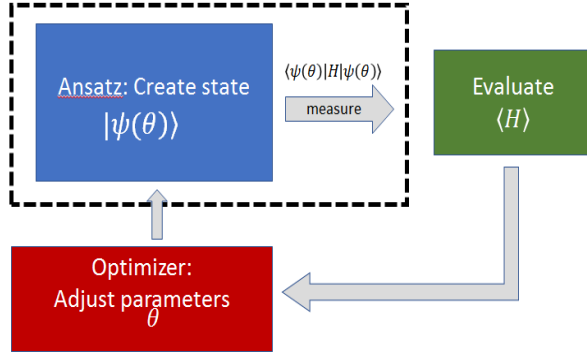 Ansatz: Create state
|ψ(θ)⟩
⟨ψ(θ)|H|ψ(θ)⟩
measure
Evaluate
⟨H⟩
Optimizer:
Adjust parameters
θ